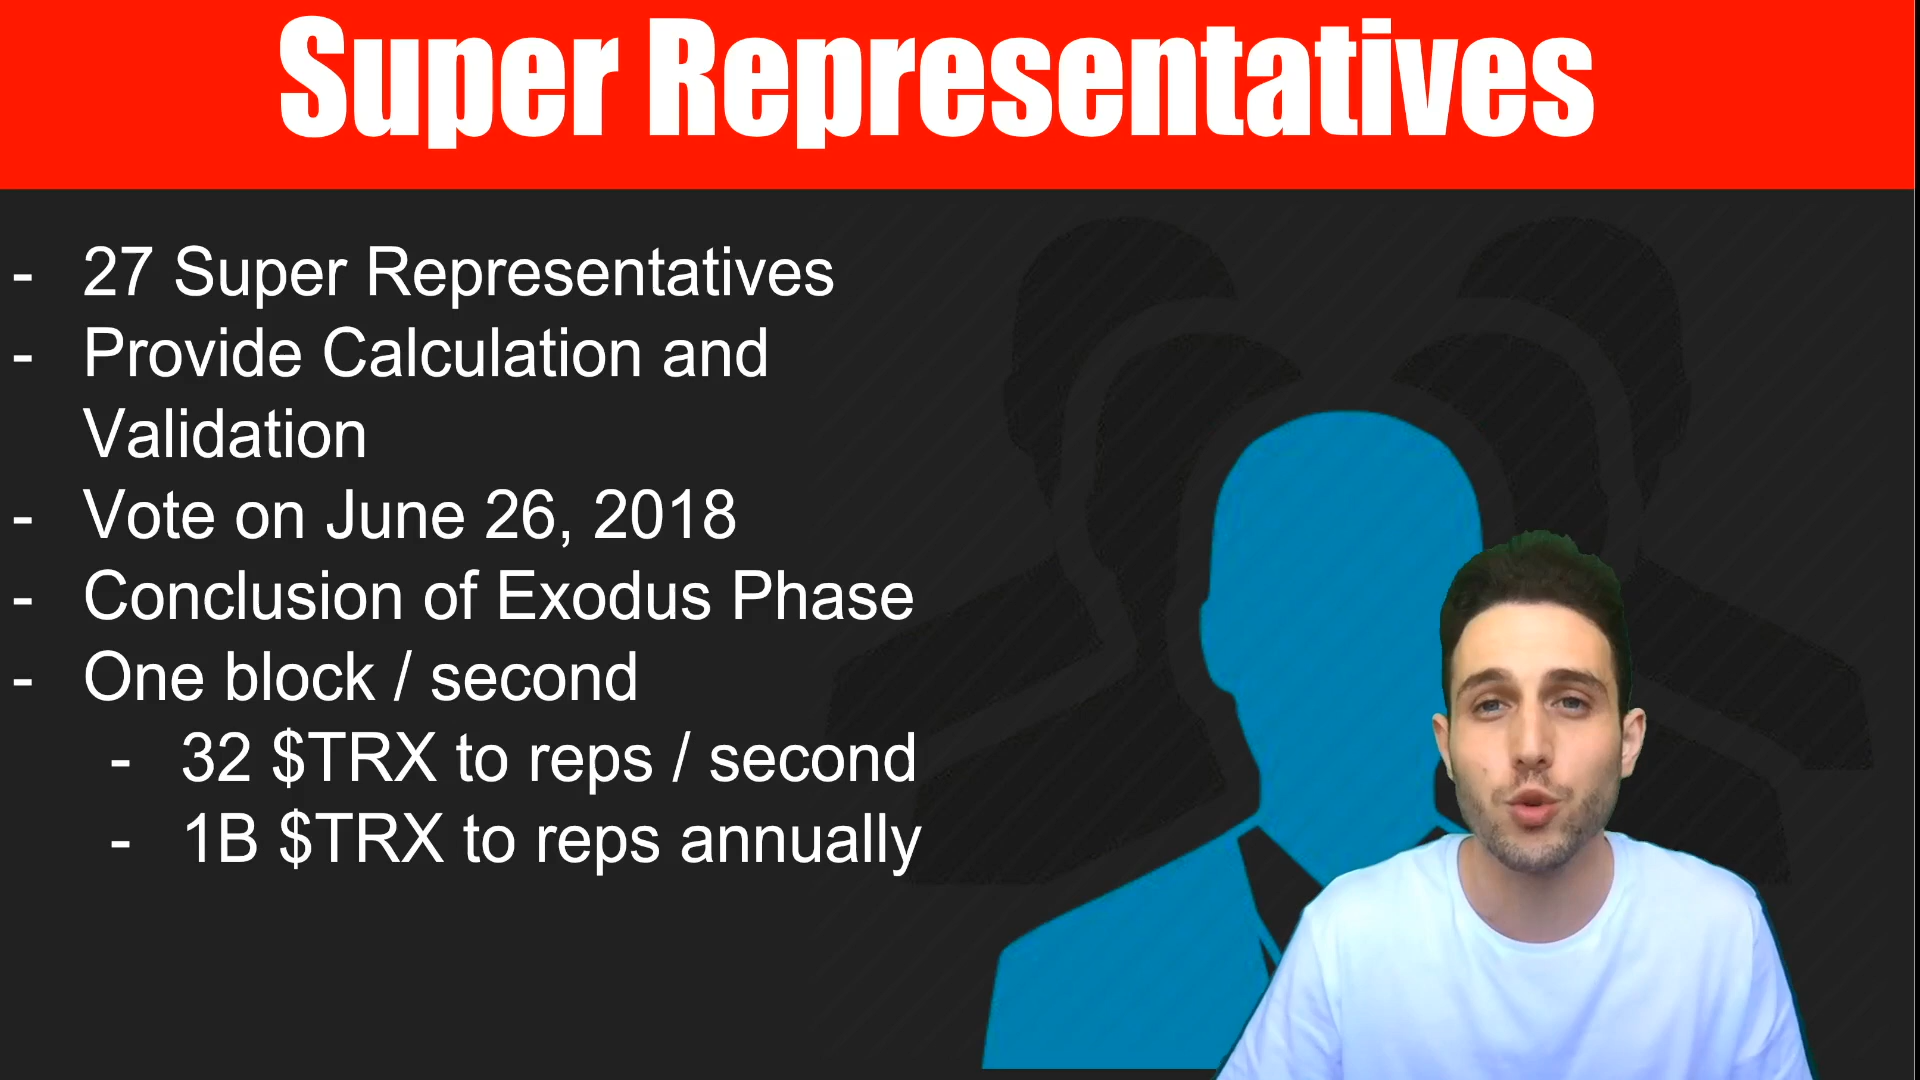 Super Representatives
- 27 Super Representatives
- Provide Calculation and
Validation
- Vote on June 26, 2018
- Conclusion of Exodus Phase
- One block / second
- 32 $TRX to reps / second
- 1B $TRX to reps annually